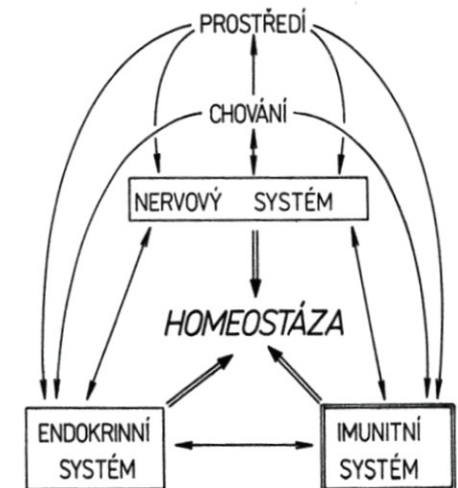 PROSTŘEDÍ
CHOVÁNÍ
NERVOVÝ SYSTÉM
HOMEOSTÁZA
ENDOKRINNÍ
SYSTÉM
IMUNITNÍ
SYSTÉM